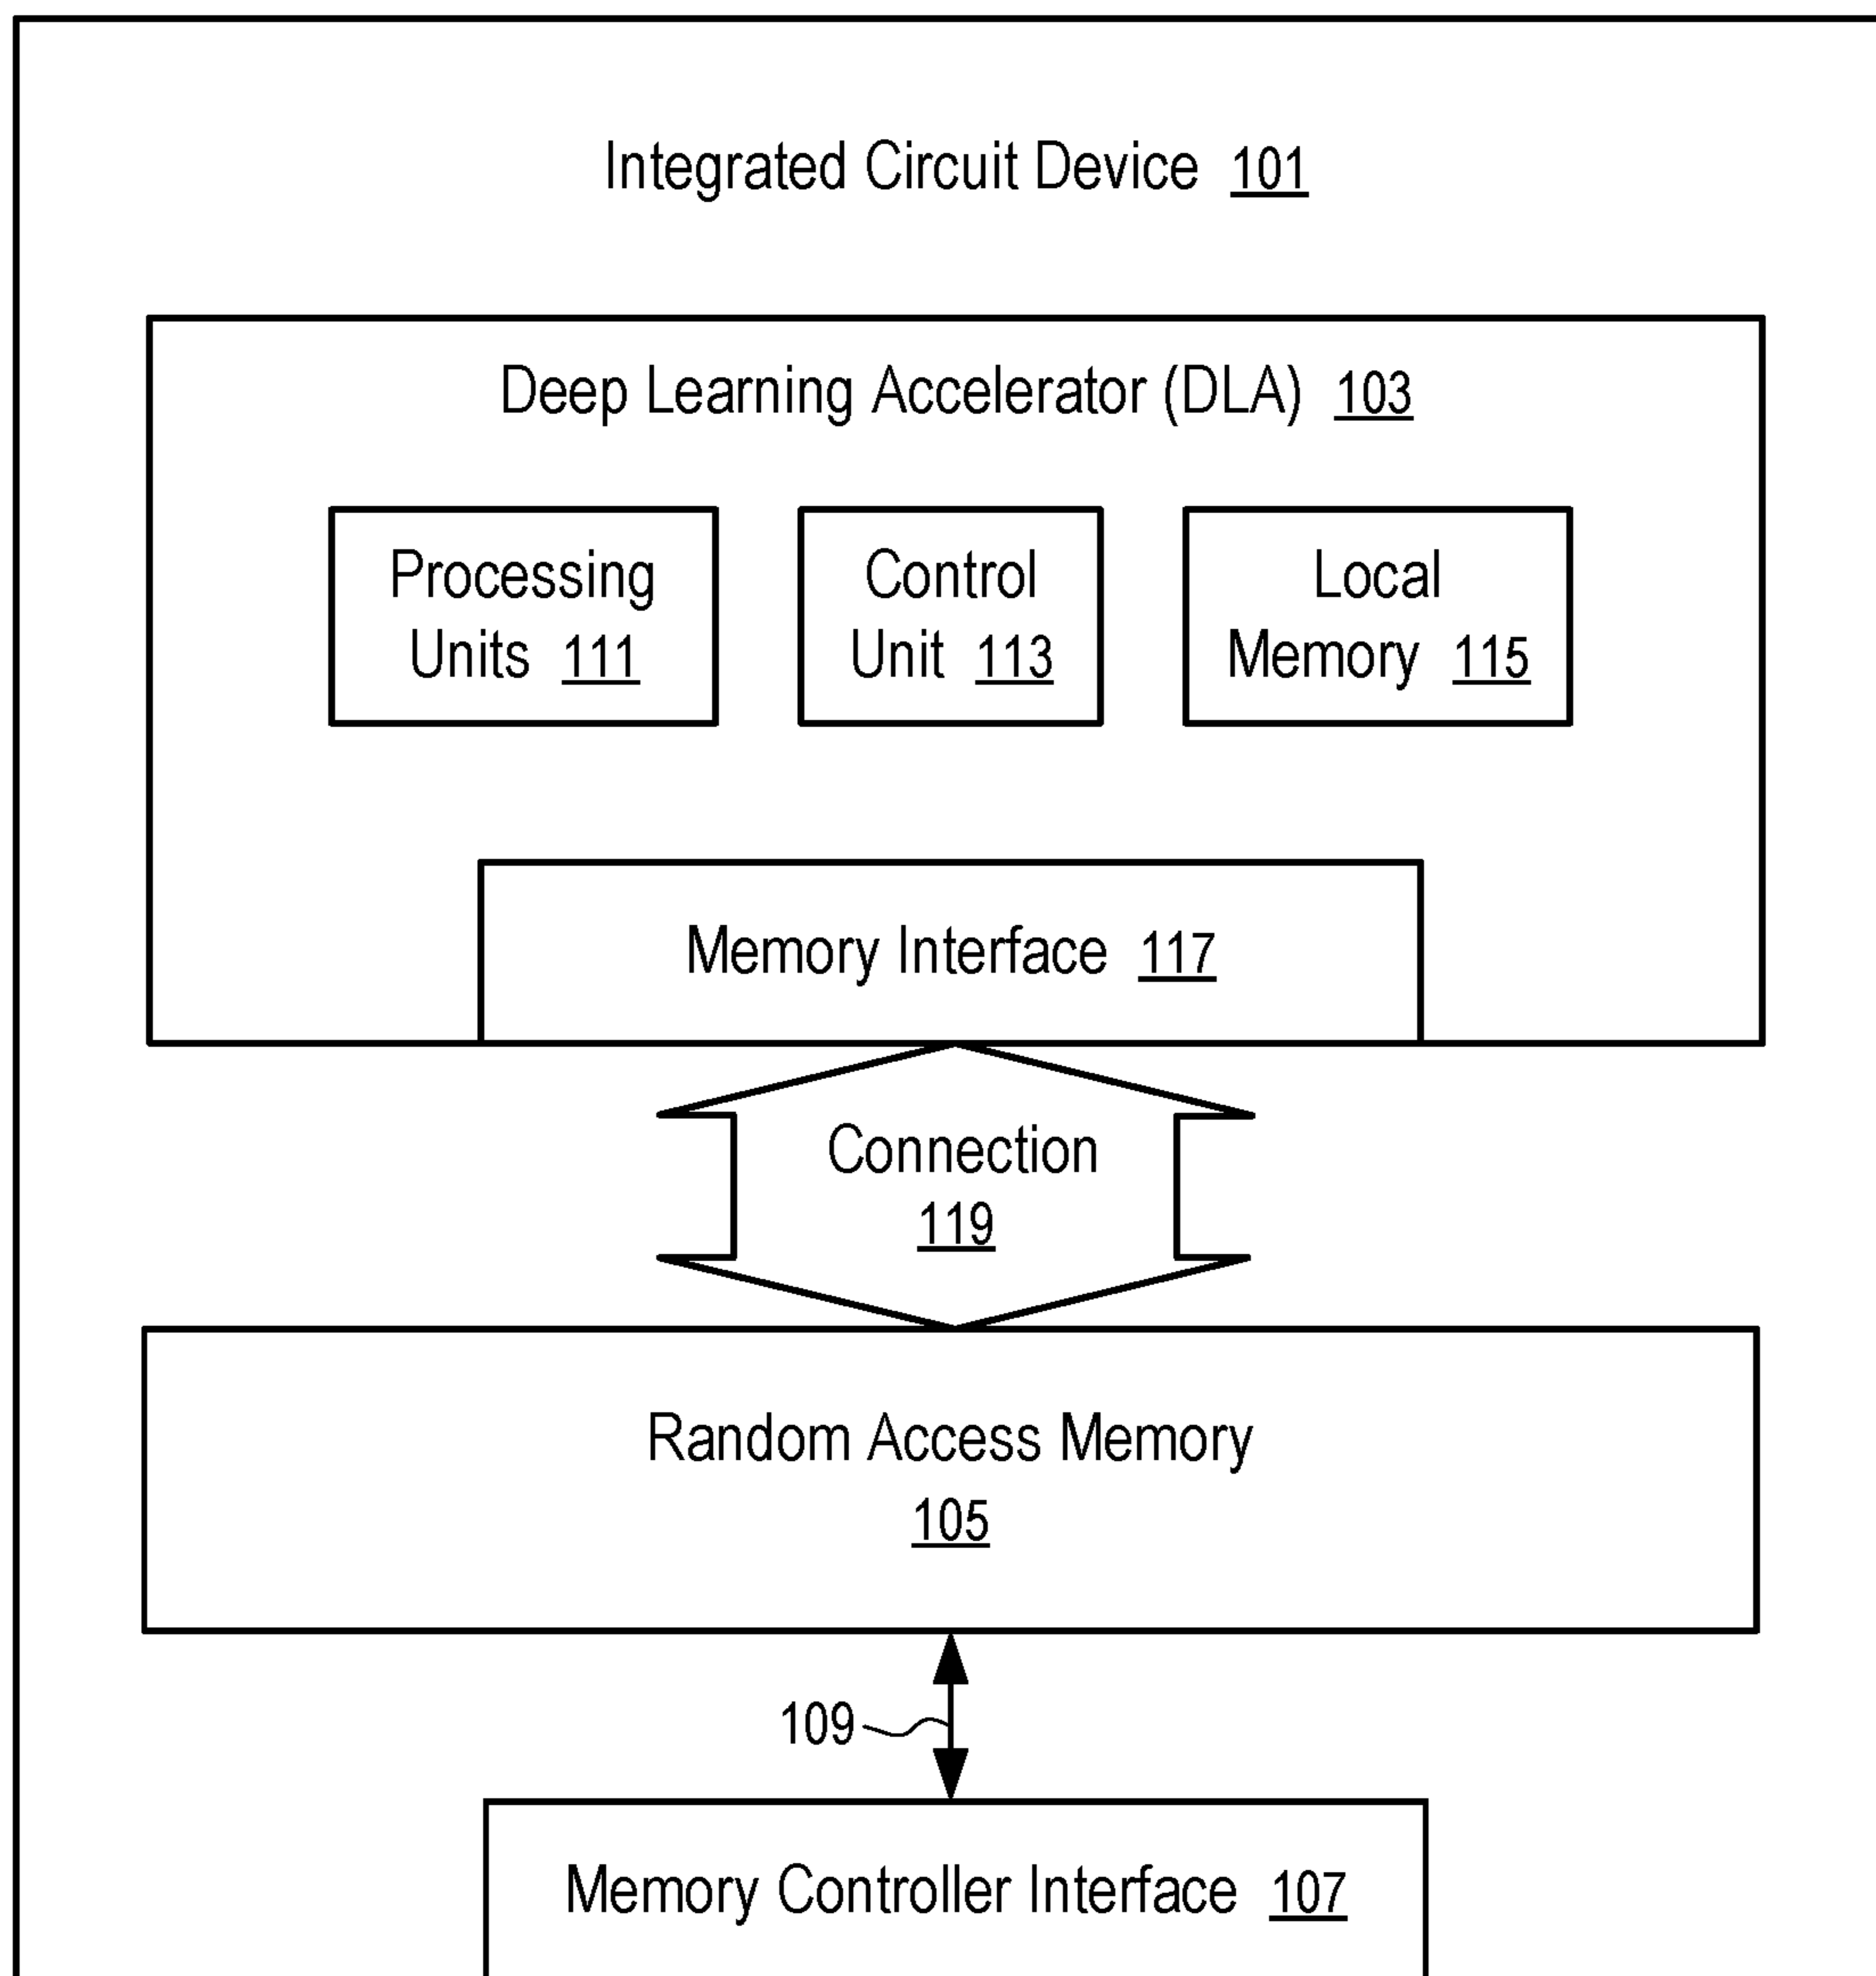 Integrated Circuit Device 101
Deep Learning Accelerator (DLA) 103
Processing
Units 111
Control
Unit 113
Local
Memory 115
Memory Interface 117
Connection
119
Random Access Memory
105
109
Memory Controller Interface 107